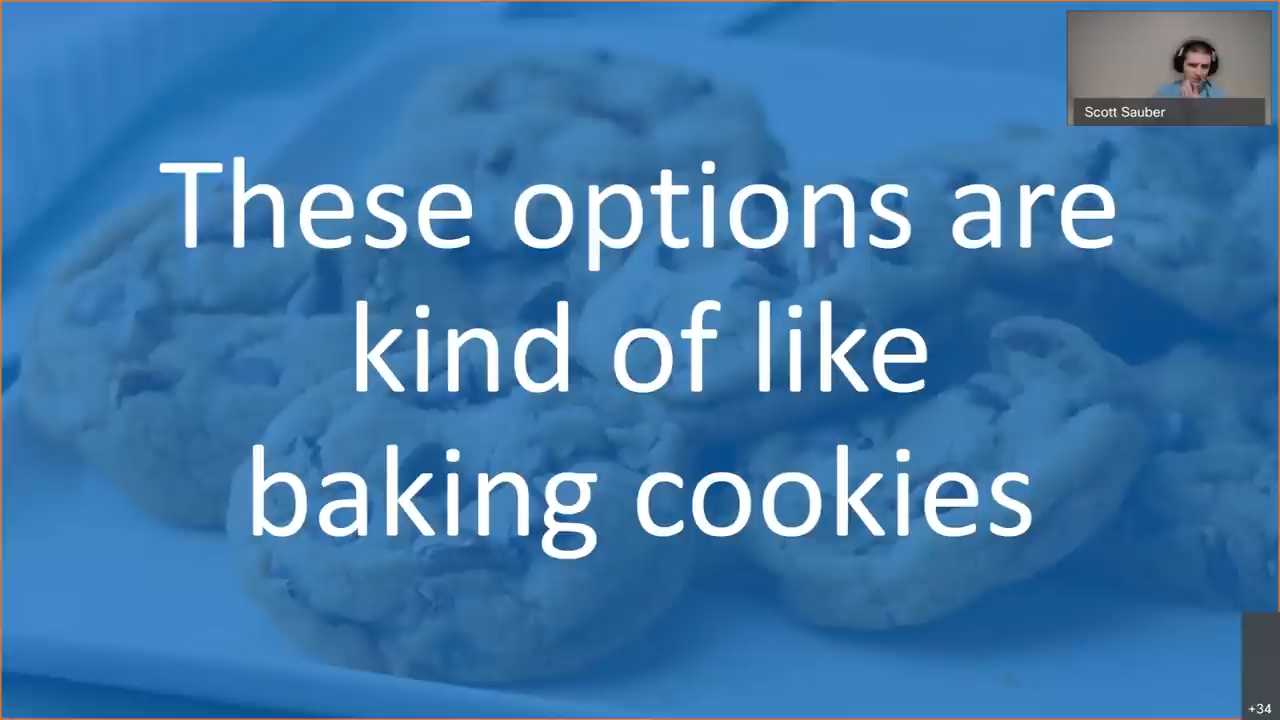 Scott Sauber
These options are
kind of like
baking cookies
+34